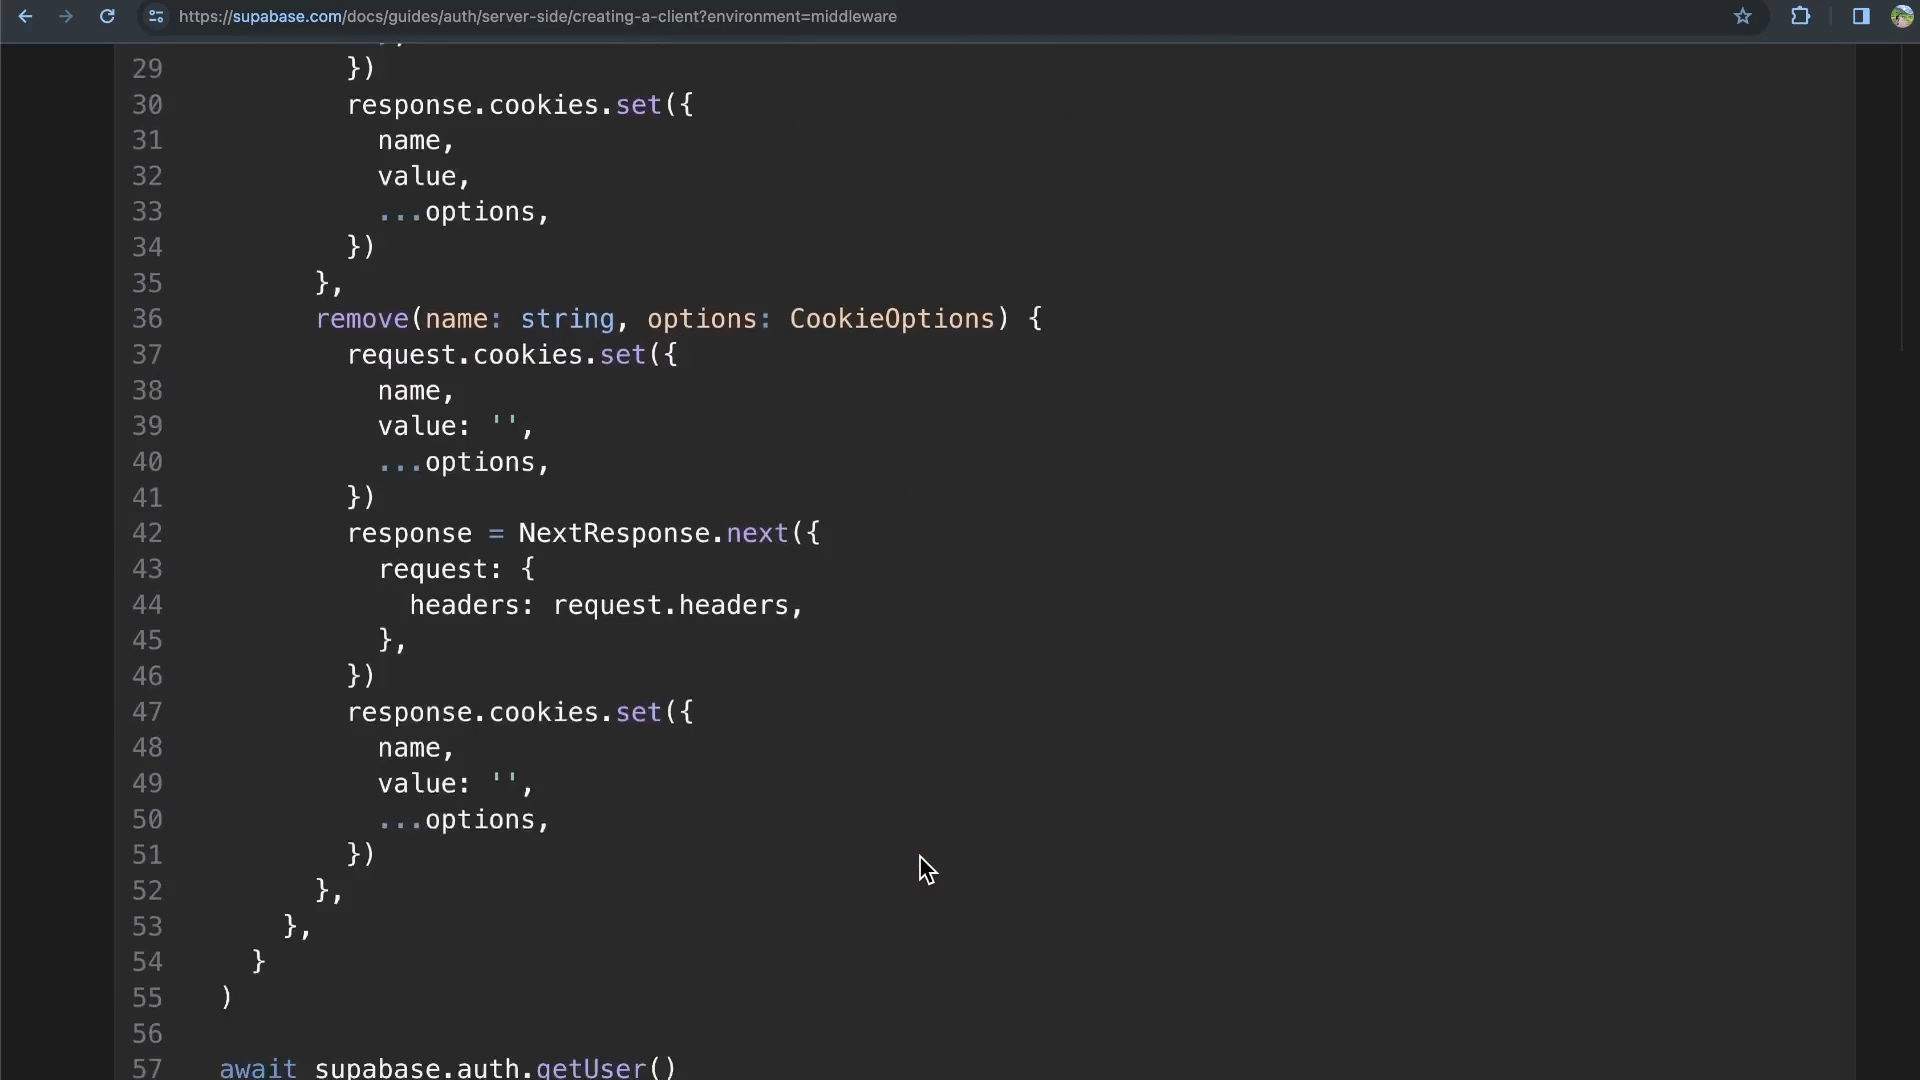 https://supabase.com/docs/guides/auth/server-side/creating-a-client?environment=middleware
29 })
30 response.cookies.set({
31 name,
32 value,
33 ...options,
34 })
35 },
36 remove(name: string, options: CookieOptions) {
37 request.cookies.set({
38 name,
39 value: '',
40 ...options,
41 })
42 response = NextResponse.next({
43 request: {
44 headers: request.headers,
45 },
46 })
47 response.cookies.set({
48 name,
49 value: '',
50 ...options,
51 })
52 },
53 },
54 }
55 )
56
57 await supabase.auth.getUser()